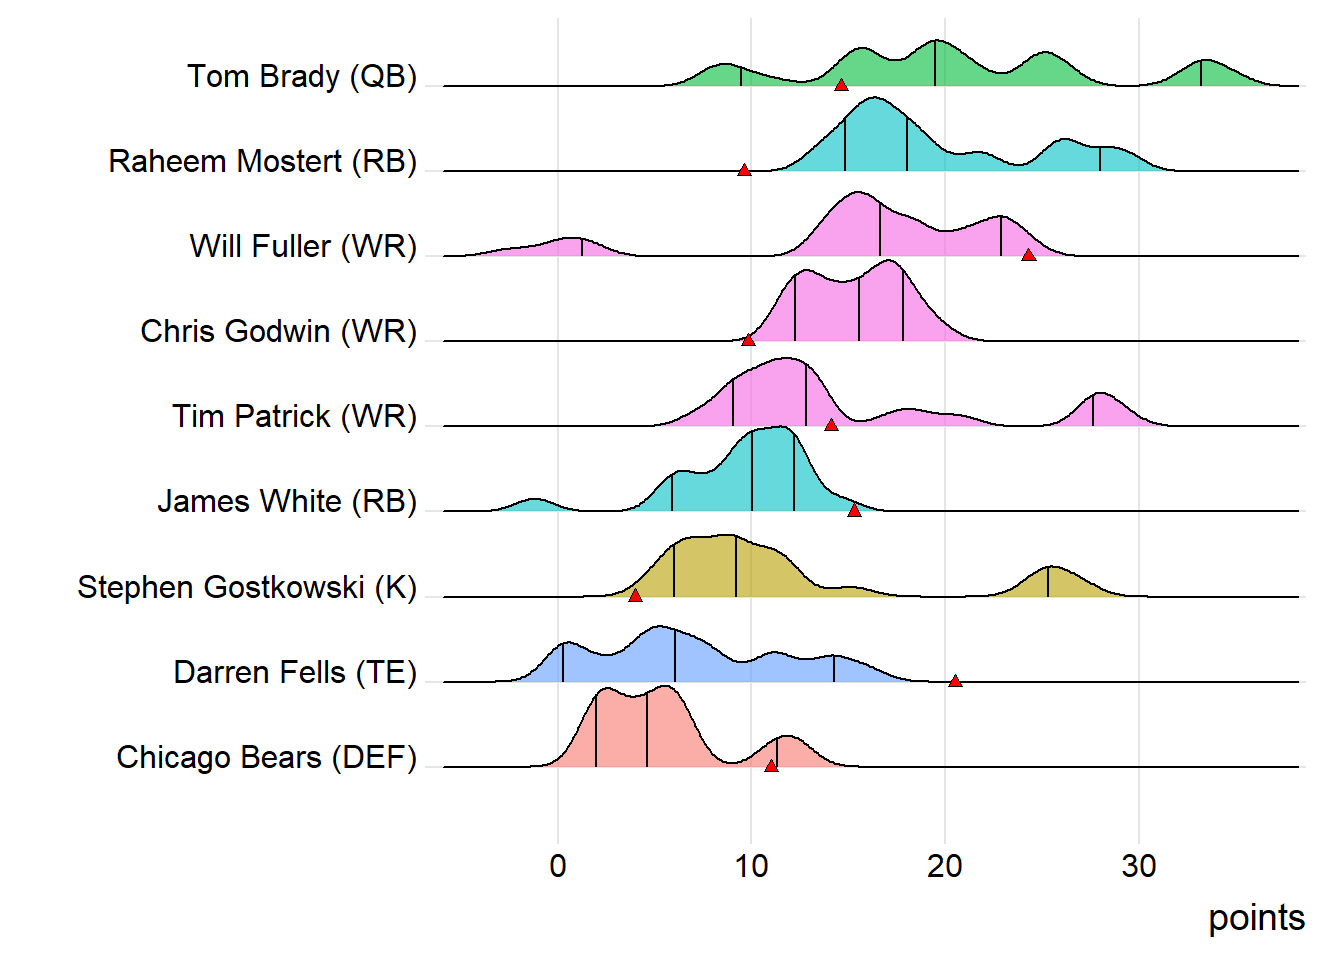 Tom Brady (QB)
Raheem Mostert (RB)
Will Fuller (WR)
Chris Godwin (WR)
Tim Patrick (WR)
James White (RB)
Stephen Gostkowski (K)
Darren Fells (TE)
Chicago Bears (DEF)
0 10 20 30
points